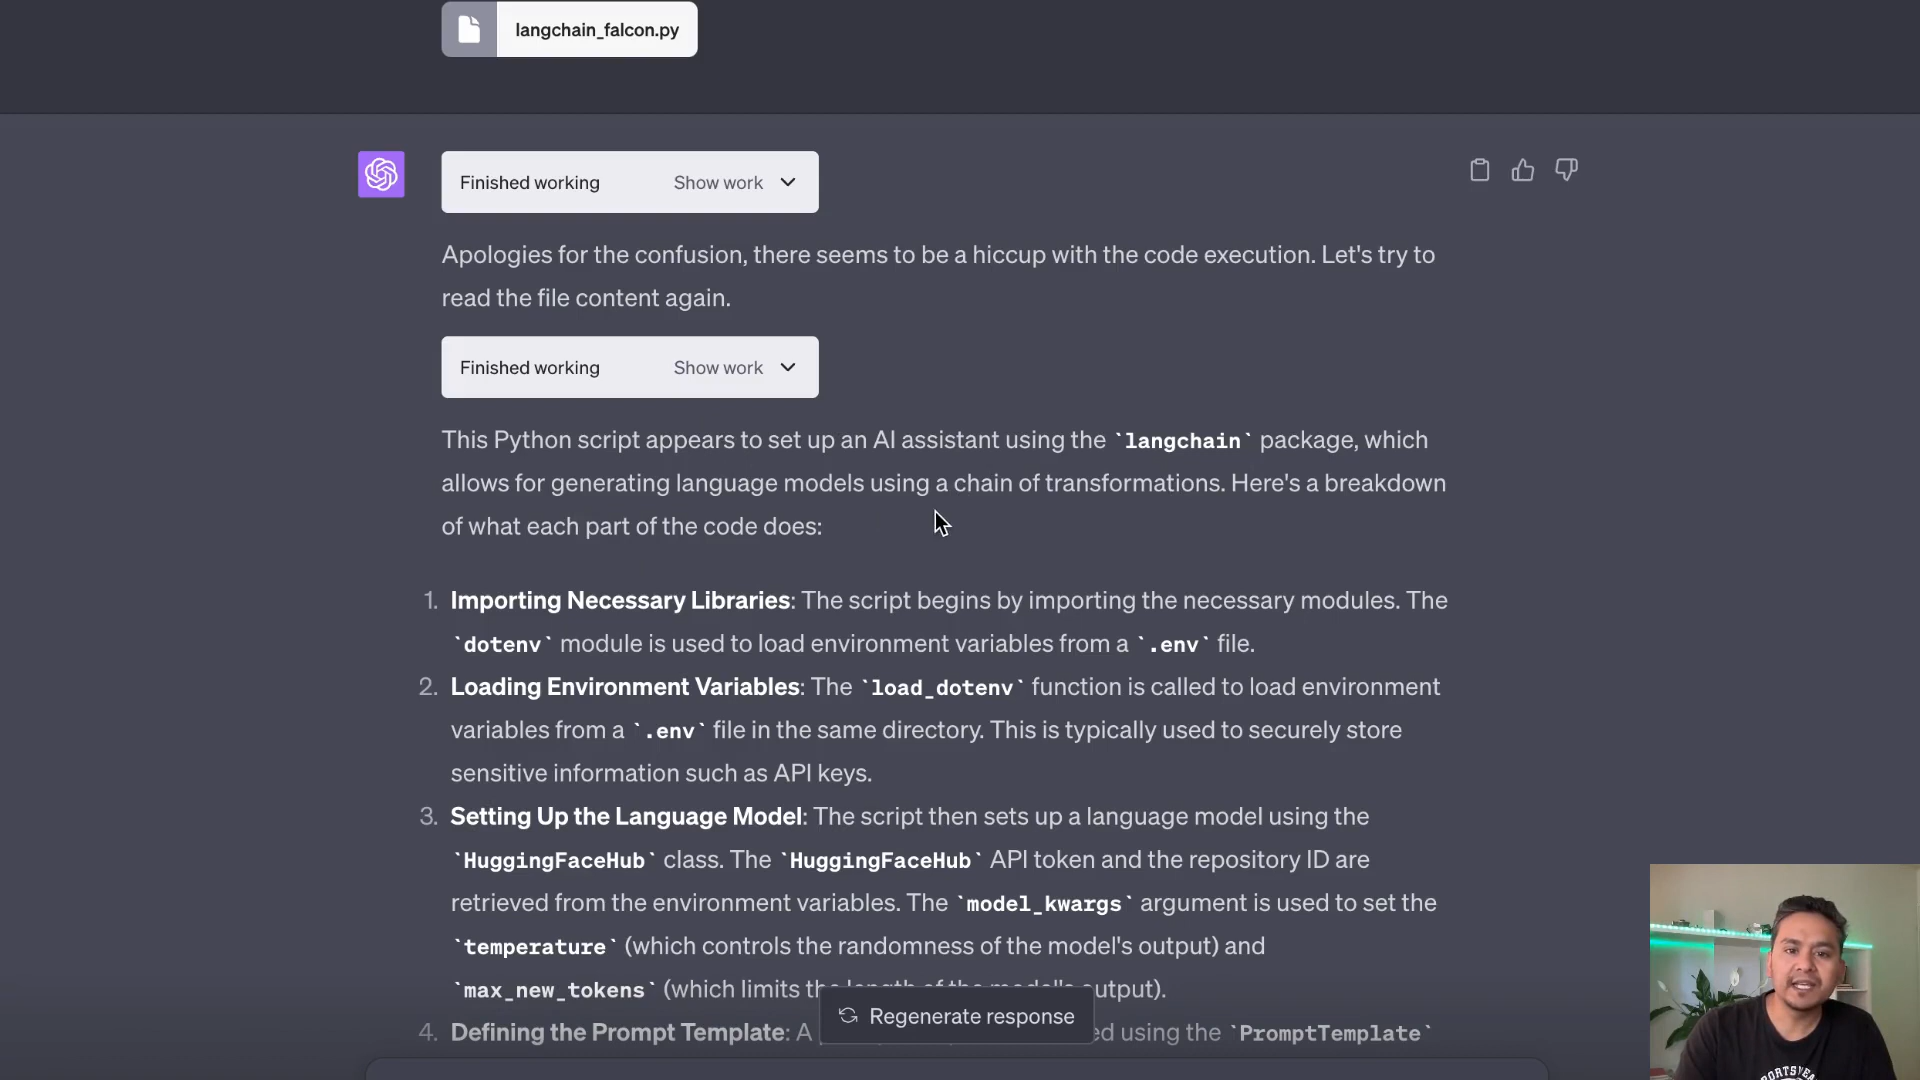 langchain_falcon.py
Finished working Show work
Apologies for the confusion, there seems to be a hiccup with the code execution. Let's try to
read the file content again.
Finished working Show work
This Python script appears to set up an AI assistant using the `langchain` package, which
allows for generating language models using a chain of transformations. Here's a breakdown
of what each part of the code does:
1. Importing Necessary Libraries: The script begins by importing the necessary modules. The
`dotenv` module is used to load environment variables from a `.env` file.
2. Loading Environment Variables: The `load_dotenv` function is called to load environment
variables from a `.env` file in the same directory. This is typically used to securely store
sensitive information such as API keys.
3. Setting Up the Language Model: The script then sets up a language model using the
`HuggingFaceHub` class. The `HuggingFaceHub` API token and the repository ID are
retrieved from the environment variables. The `model_kwargs` argument is used to set the
`temperature` (which controls the randomness of the model's output) and
`max_new_tokens` (which limits the length of the model's output).
4. Defining the Prompt Template: A using the `PromptTemplate`
Regenerate response